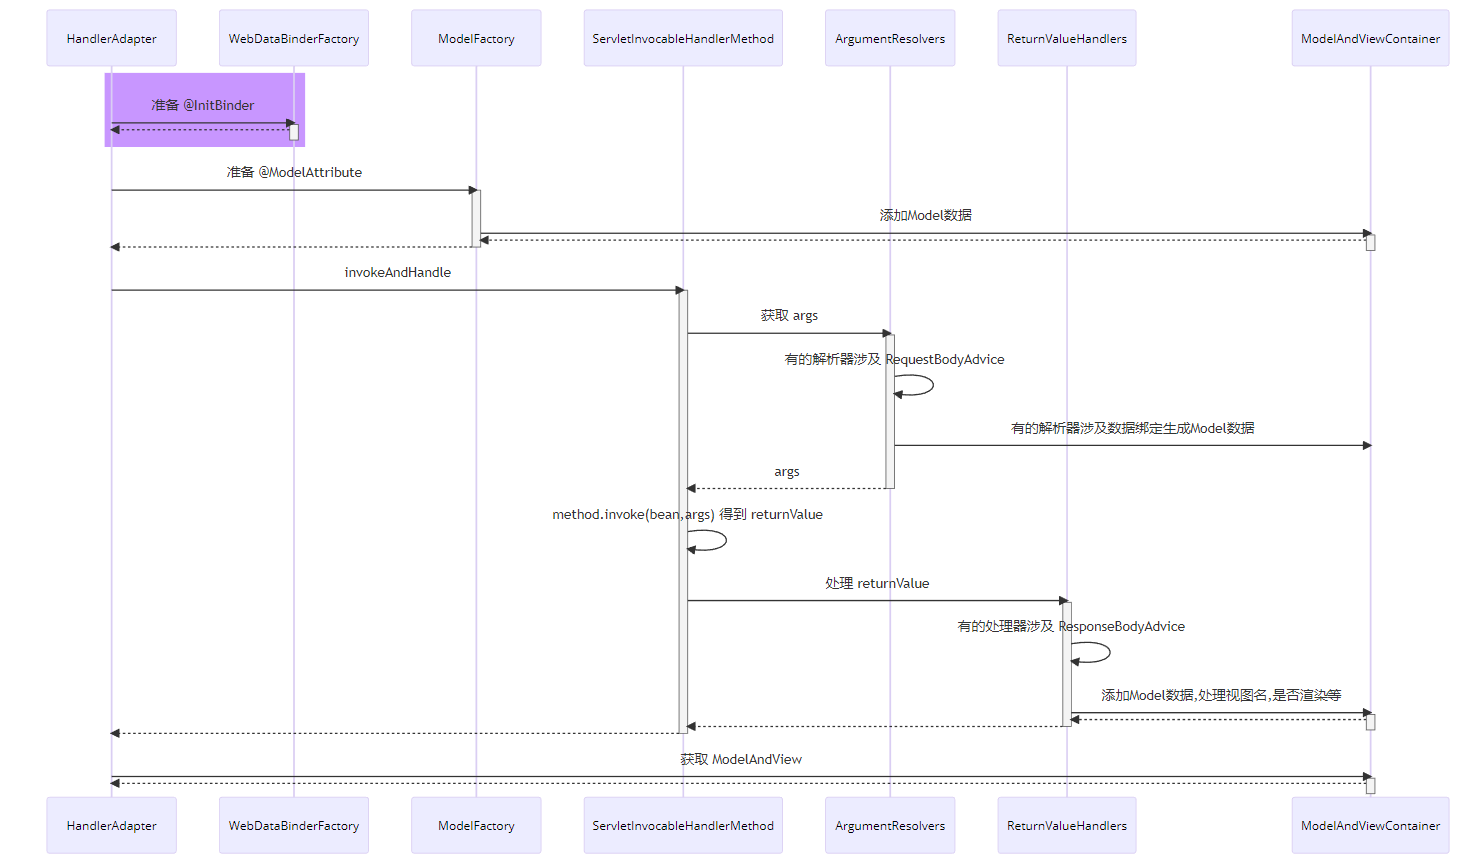 HandlerAdapter
WebDataBinderFactory
ModelFactory
ServletInvocableHandlerMethod
ArgumentResolvers
ReturnValueHandlers
ModelAndViewContainer
准备 @InitBinder
准备 @ModelAttribute
添加Model数据
invokeAndHandle
获取 args
有的解析器涉及 RequestBodyAdvice
有的解析器涉及数据绑定生成Model数据
args
method.invoke(bean,args) 得到 returnValue
处理 returnValue
有的处理器涉及 ResponseBodyAdvice
添加Model数据,处理视图名,是否渲染等
获取 ModelAndView
HandlerAdapter
WebDataBinderFactory
ModelFactory
ServletInvocableHandlerMethod
ArgumentResolvers
ReturnValueHandlers
ModelAndViewContainer